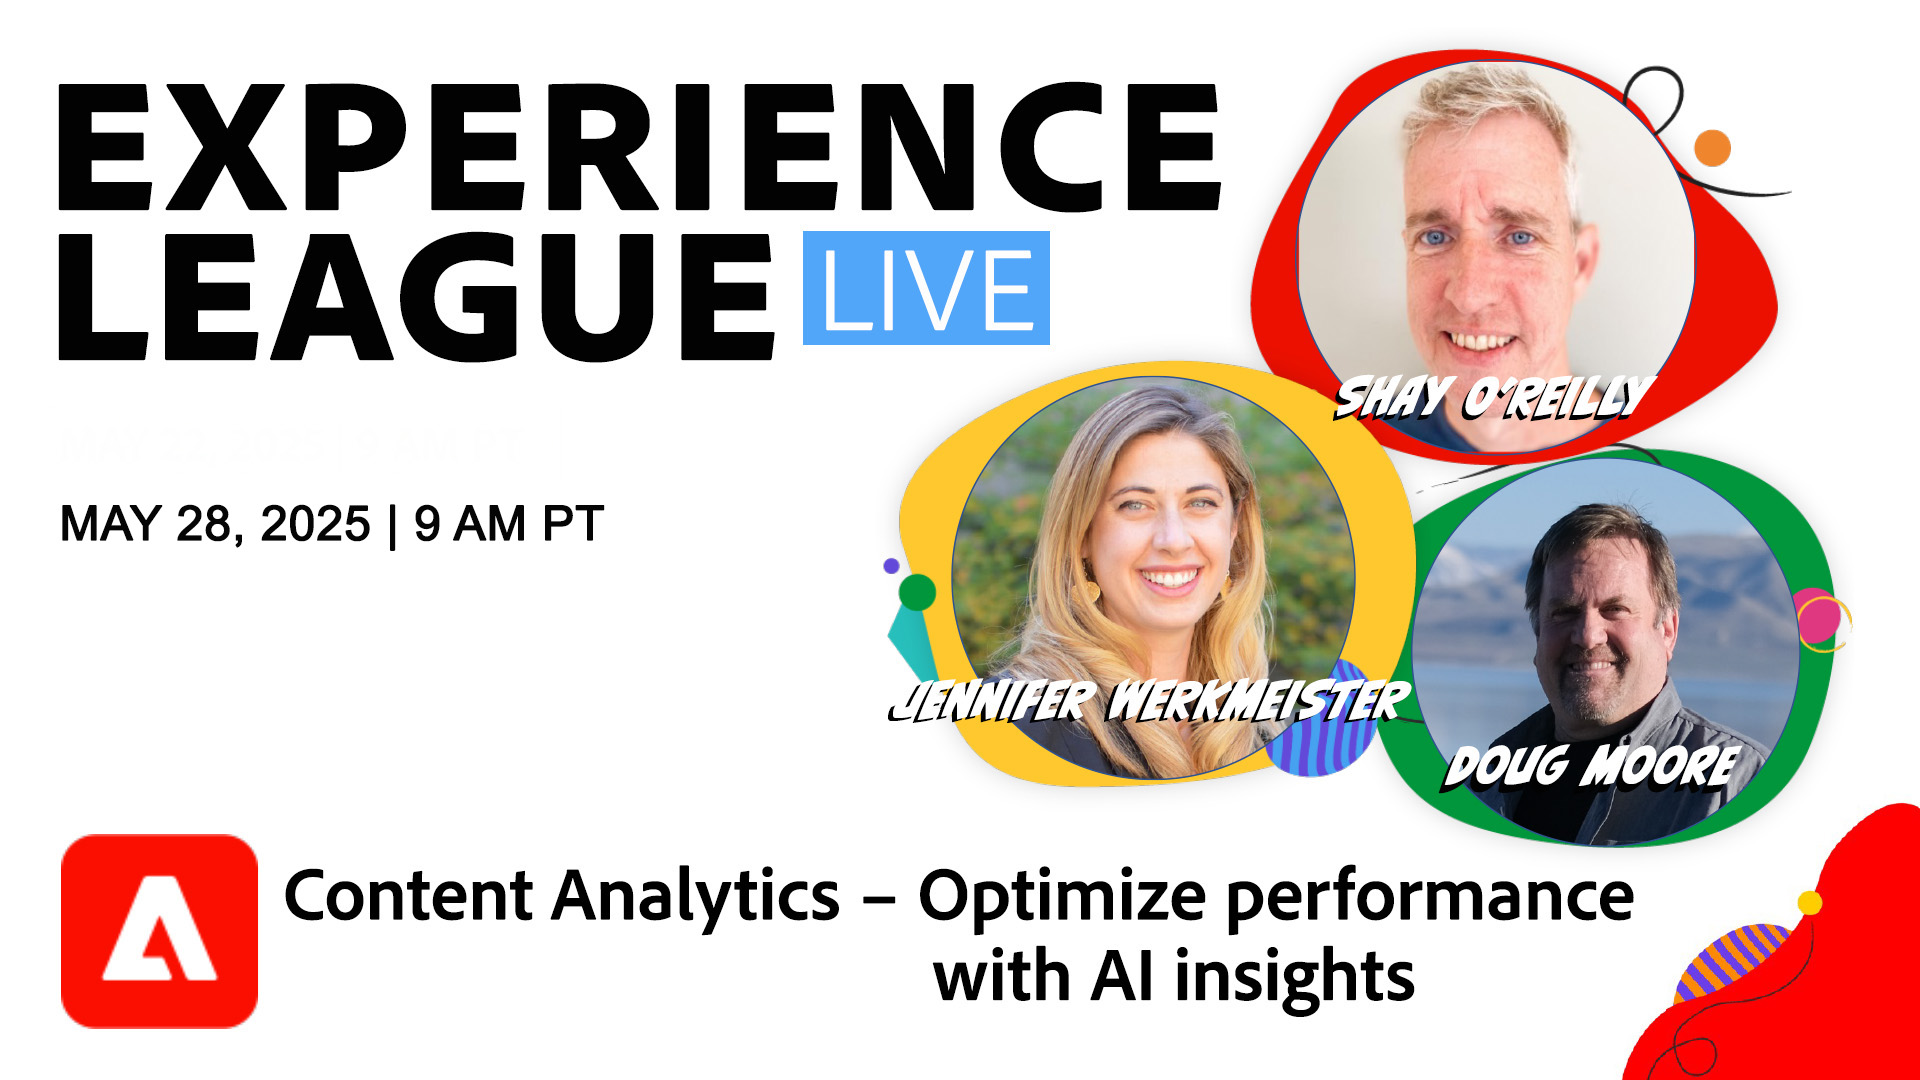 EXPERIENCE
LEAGUE LIVE
MAY 28, 2025 | 9 AM PT
SHAY O'REILLY
JENNIFER WERKMEISTER
DOUG MOORE
Content Analytics – Optimize performance
with AI insights